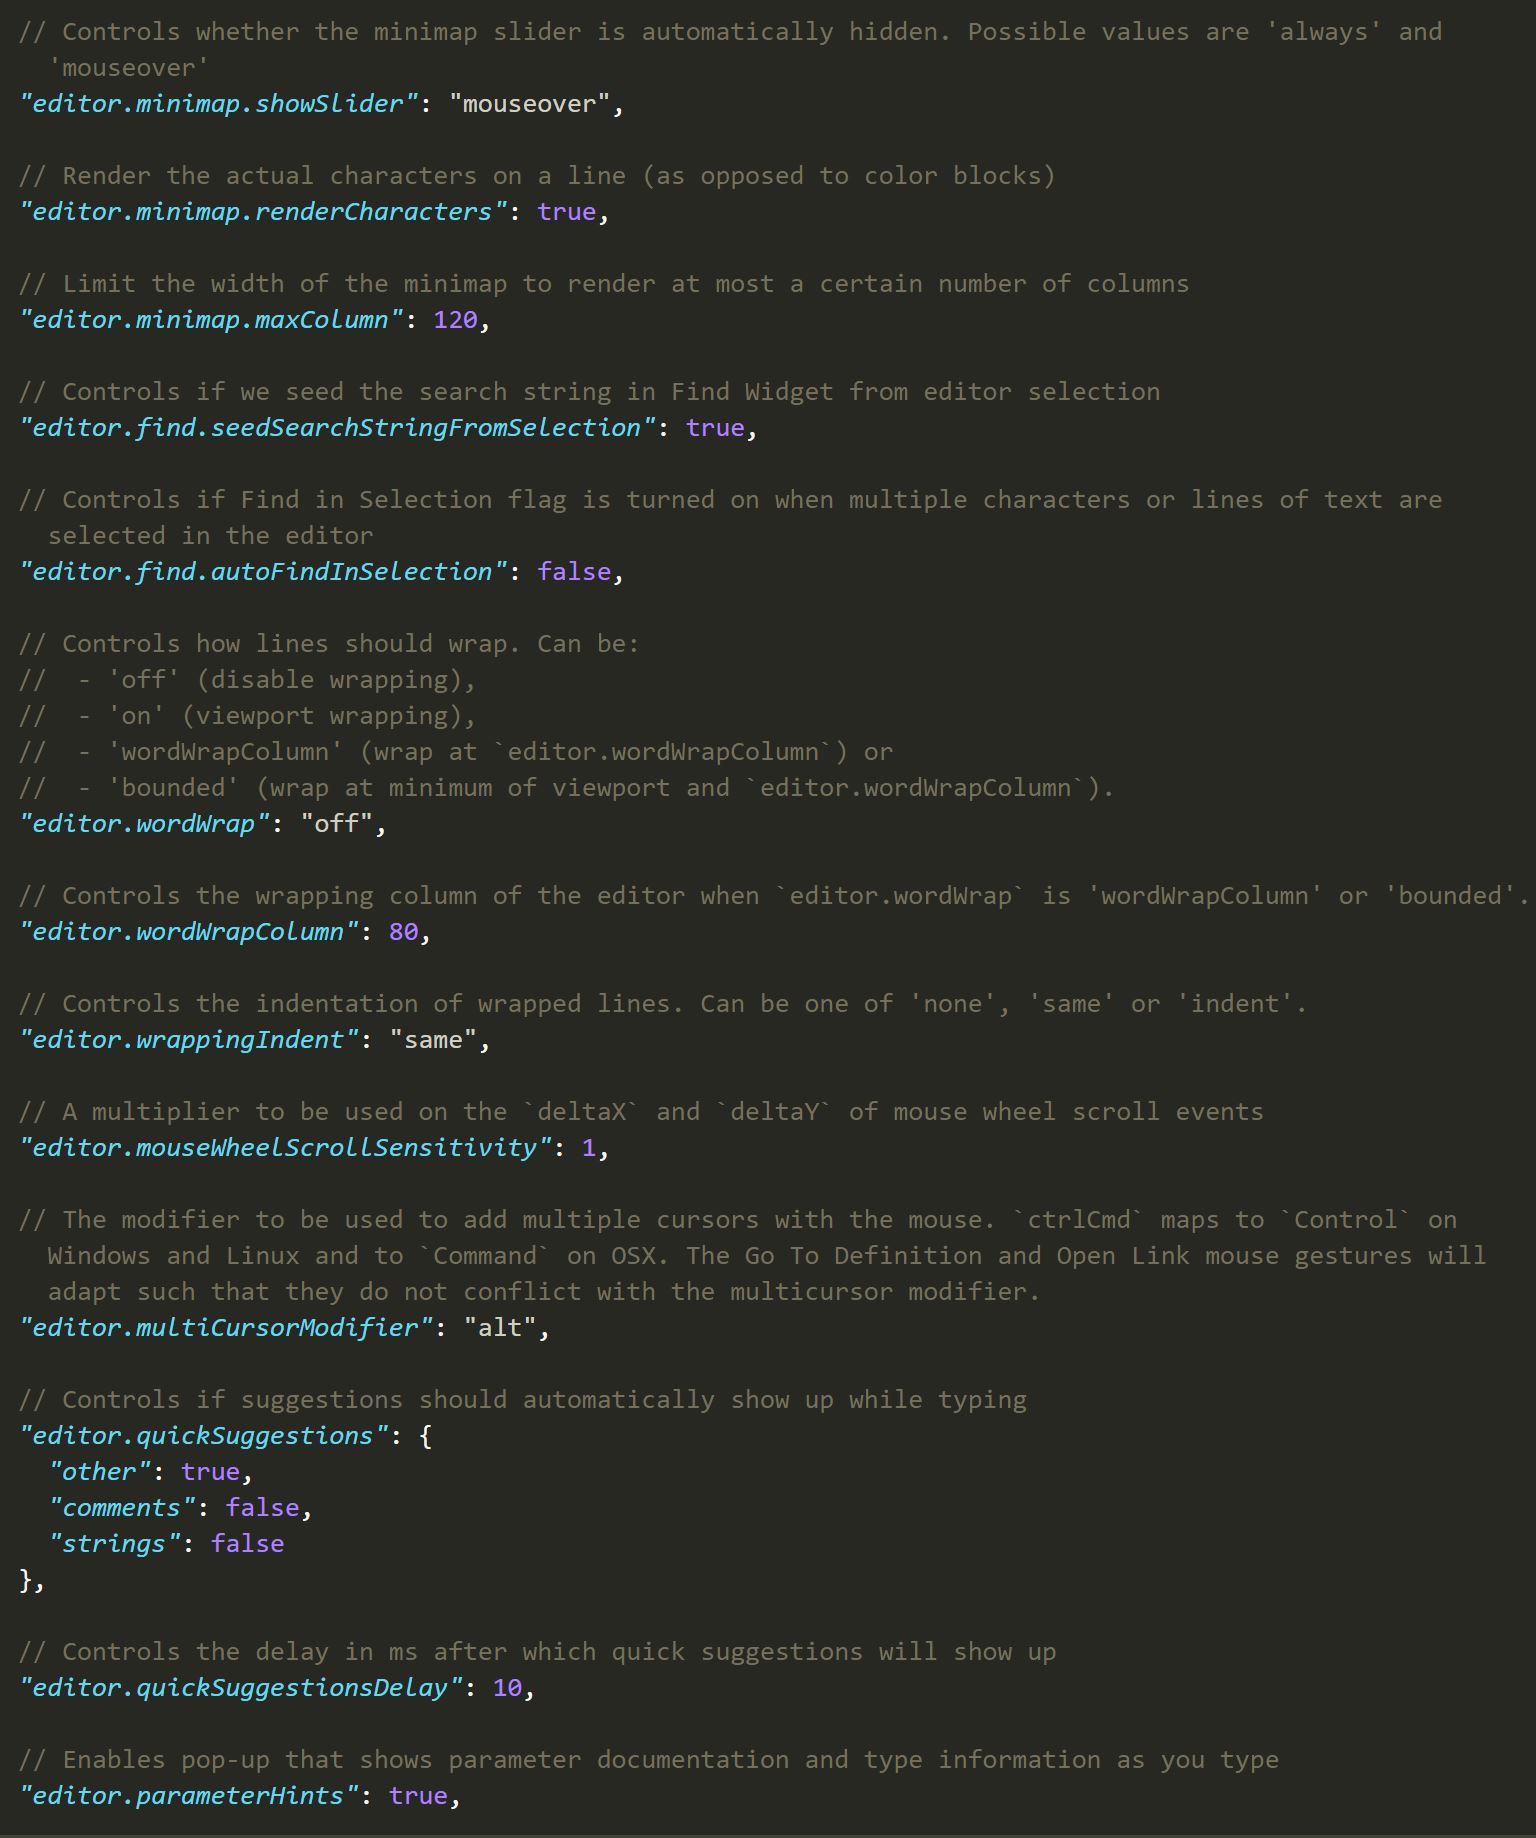 // Controls whether the minimap slider is automatically hidden. Possible values are 'always' and
'mouseover'
"editor.minimap.showSlider": "mouseover",
// Render the actual characters on a line (as opposed to color blocks)
"editor.minimap.renderCharacters": true,
// Limit the width of the minimap to render at most a certain number of columns
"editor.minimap.maxColumn": 120,
// Controls if we seed the search string in Find Widget from editor selection
"editor.find.seedSearchStringFromSelection": true,
// Controls if Find in Selection flag is turned on when multiple characters or lines of text are
selected in the editor
"editor.find.autoFindInSelection": false,
// Controls how lines should wrap. Can be:
//  - 'off' (disable wrapping),
//  - 'on' (viewport wrapping),
//  - 'wordWrapColumn' (wrap at `editor.wordWrapColumn`) or
//  - 'bounded' (wrap at minimum of viewport and `editor.wordWrapColumn`).
"editor.wordWrap": "off",
// Controls the wrapping column of the editor when `editor.wordWrap` is 'wordWrapColumn' or 'bounded'.
"editor.wordWrapColumn": 80,
// Controls the indentation of wrapped lines. Can be one of 'none', 'same' or 'indent'.
"editor.wrappingIndent": "same",
// A multiplier to be used on the `deltaX` and `deltaY` of mouse wheel scroll events
"editor.mouseWheelScrollSensitivity": 1,
// The modifier to be used to add multiple cursors with the mouse. `ctrlCmd` maps to `Control` on
Windows and Linux and to `Command` on OSX. The Go To Definition and Open Link mouse gestures will
adapt such that they do not conflict with the multicursor modifier.
"editor.multiCursorModifier": "alt",
// Controls if suggestions should automatically show up while typing
"editor.quickSuggestions": {
"other": true,
"comments": false,
"strings": false
},
// Controls the delay in ms after which quick suggestions will show up
"editor.quickSuggestionsDelay": 10,
// Enables pop-up that shows parameter documentation and type information as you type
"editor.parameterHints": true,